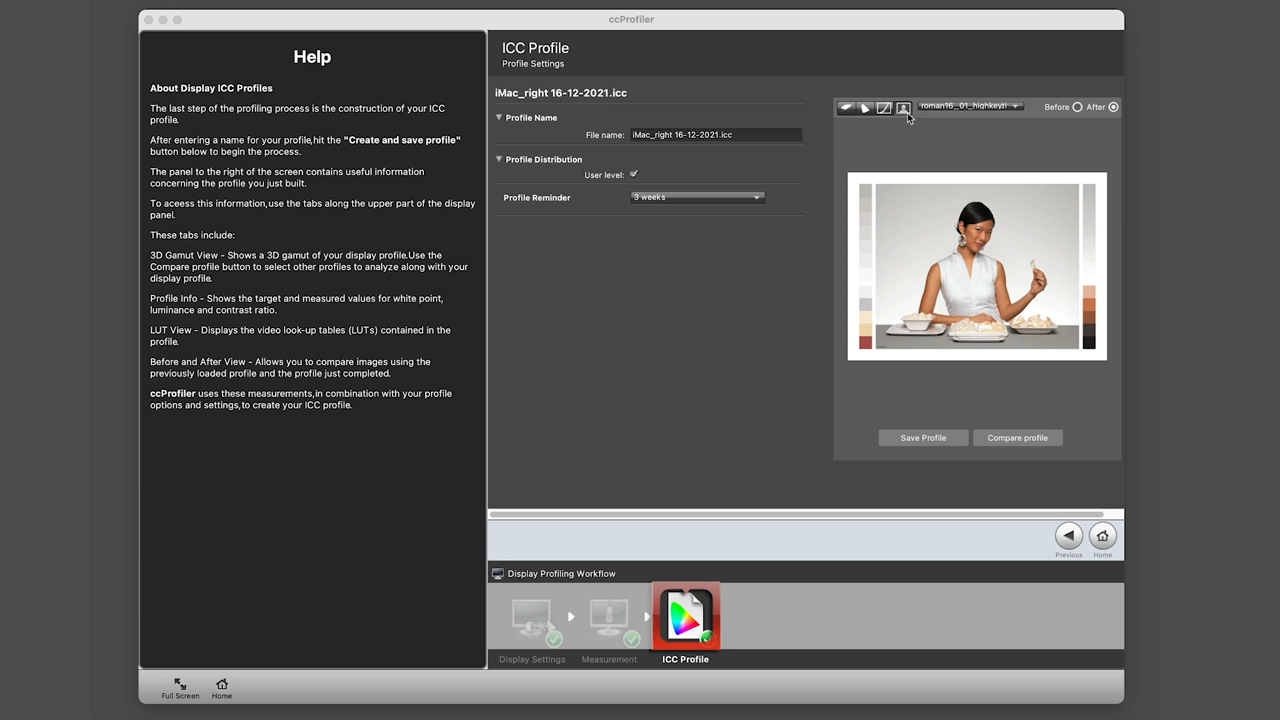 ccProfiler
Help
About Display ICC Profiles
The last step of the profiling process is the construction of your ICC
profile.
After entering a name for your profile,hit the "Create and save profile"
button below to begin the process.
The panel to the right of the screen contains useful information
concerning the profile you just built.
To aceess this information,use the tabs along the upper part of the display
panel.
These tabs include:
3D Gamut View - Shows a 3D gamut of your display profile.Use the
Compare profile button to select other profiles to analyze along with your
display profile.
Profile Info - Shows the target and measured values for white point,
luminance and contrast ratio.
LUT View - Displays the video look-up tables (LUTs) contained in the
profile.
Before and After View - Allows you to compare images using the
previously loaded profile and the profile just completed.
ccProfiler uses these measurements,in combination with your profile
options and settings,to create your ICC profile.
ICC Profile
Profile Settings
iMac_right 16-12-2021.icc
Profile Name
File name: iMac_right 16-12-2021.icc
Profile Distribution
User level:
Profile Reminder 3 weeks
roman16_01_highkey.ti
Before After
Save Profile Compare profile
Previous Home
Display Profiling Workflow
Display Settings Measurement ICC Profile
Full Screen Home